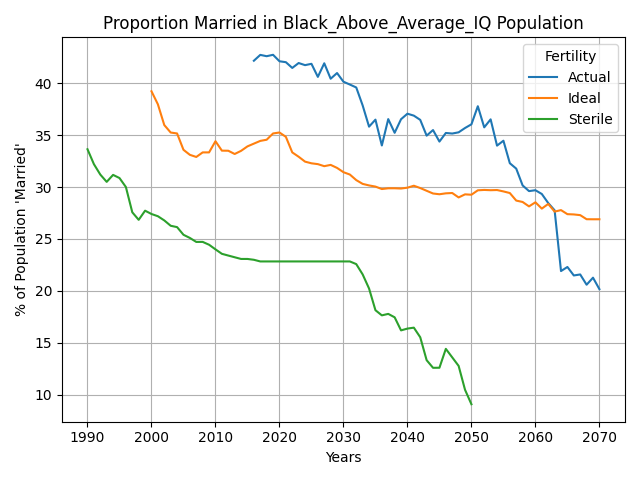 Proportion Married in Black_Above_Average_IQ Population
% of Population 'Married'
40
35
30
25
20
15
10
1990 2000 2010 2020 2030 2040 2050 2060 2070
Years
Fertility
Actual
Ideal
Sterile